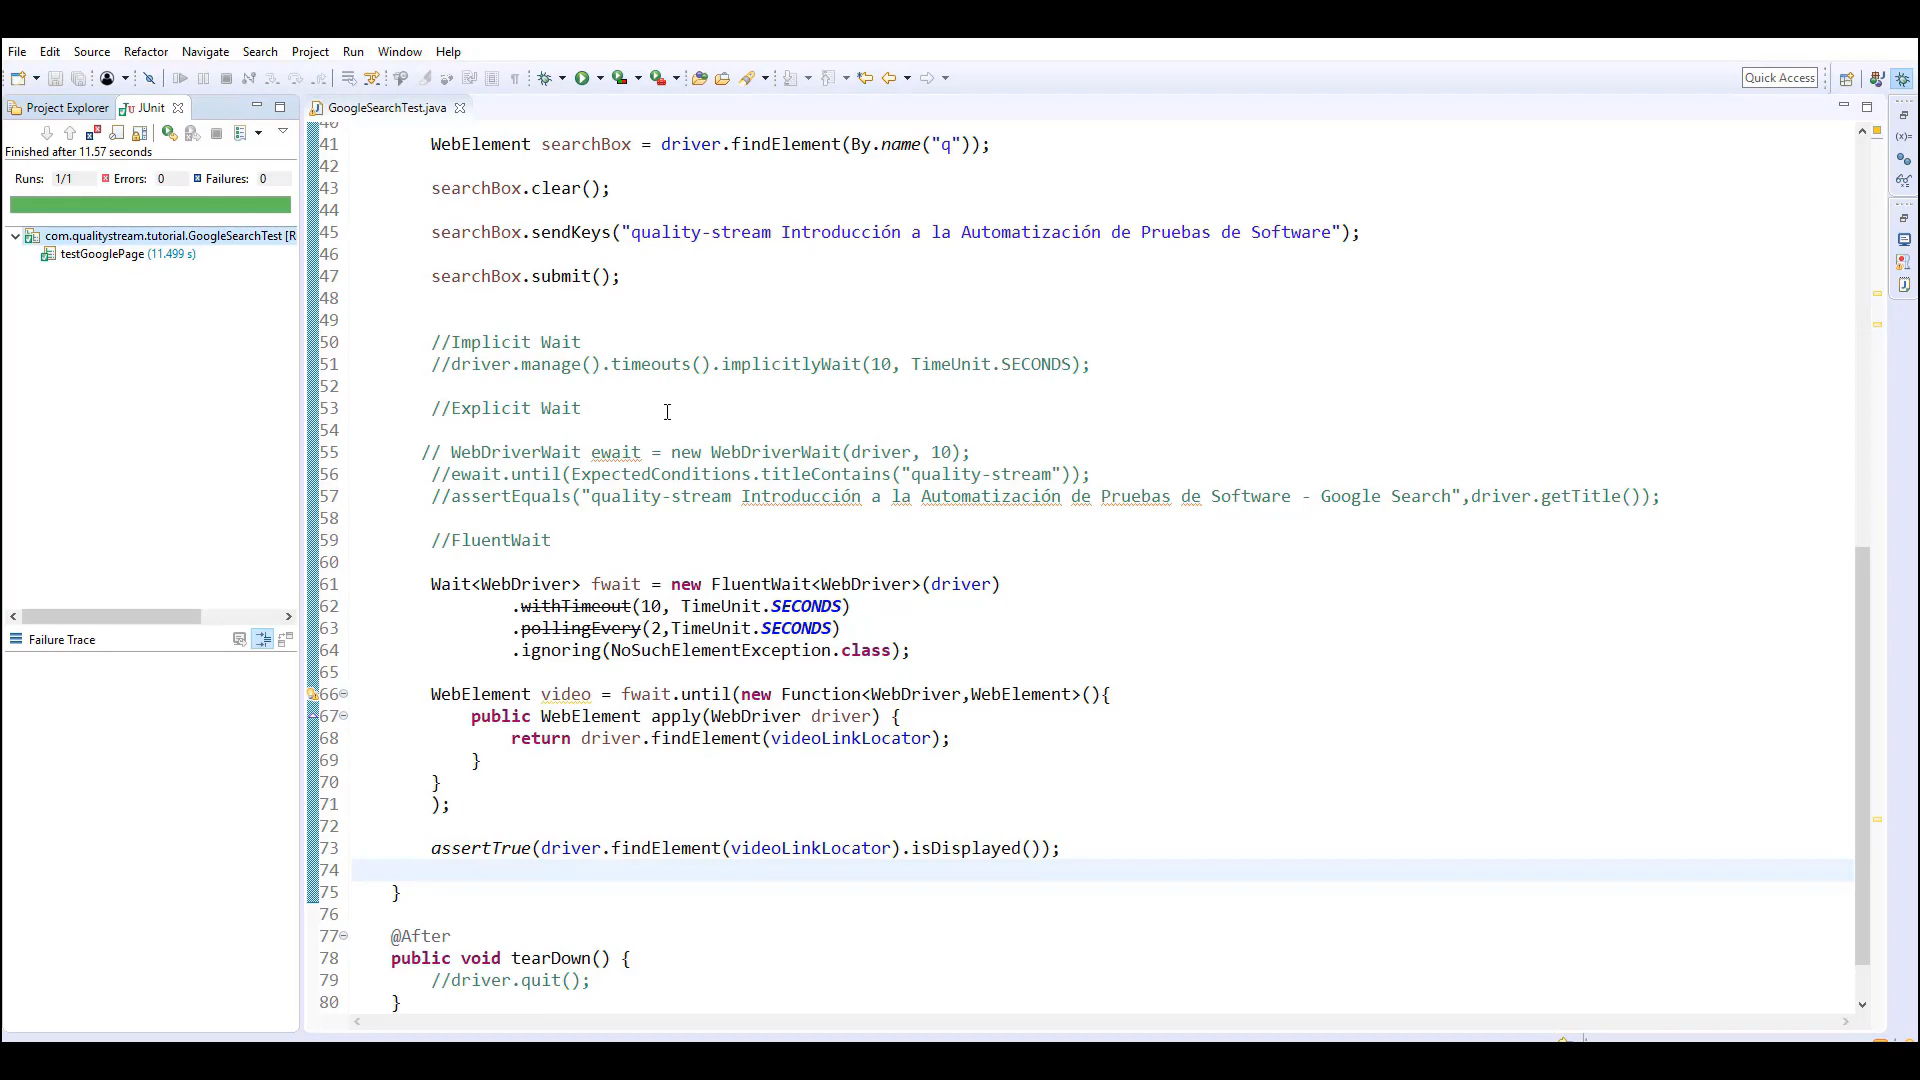 File Edit Source Refactor Navigate Search Project Run Window Help
Quick Access
Project Explorer JUnit
GoogleSearchTest.java
Finished after 11.57 seconds
Runs: 1/1 Errors: 0 Failures: 0
com.qualitystream.tutorial.GoogleSearchTest [R
testGooglePage (11.499 s)
Failure Trace
40
41 WebElement searchBox = driver.findElement(By.name("q"));
42
43 searchBox.clear();
44
45 searchBox.sendKeys("quality-stream Introducción a la Automatización de Pruebas de Software");
46
47 searchBox.submit();
48
49
50 //Implicit Wait
51 //driver.manage().timeouts().implicitlyWait(10, TimeUnit.SECONDS);
52
53 //Explicit Wait
54
55 // WebDriverWait ewait = new WebDriverWait(driver, 10);
56 //ewait.until(ExpectedConditions.titleContains("quality-stream"));
57 //assertEquals("quality-stream Introducción a la Automatización de Pruebas de Software - Google Search",driver.getTitle());
58
59 //FluentWait
60
61 Wait<WebDriver> fwait = new FluentWait<WebDriver>(driver)
62 .withTimeout(10, TimeUnit.SECONDS)
63 .pollingEvery(2,TimeUnit.SECONDS)
64 .ignoring(NoSuchElementException.class);
65
66 WebElement video = fwait.until(new Function<WebDriver,WebElement>(){
67 public WebElement apply(WebDriver driver) {
68 return driver.findElement(videoLinkLocator);
69 }
70 }
71 );
72
73 assertTrue(driver.findElement(videoLinkLocator).isDisplayed());
74
75 }
76
77 @After
78 public void tearDown() {
79 //driver.quit();
80 }